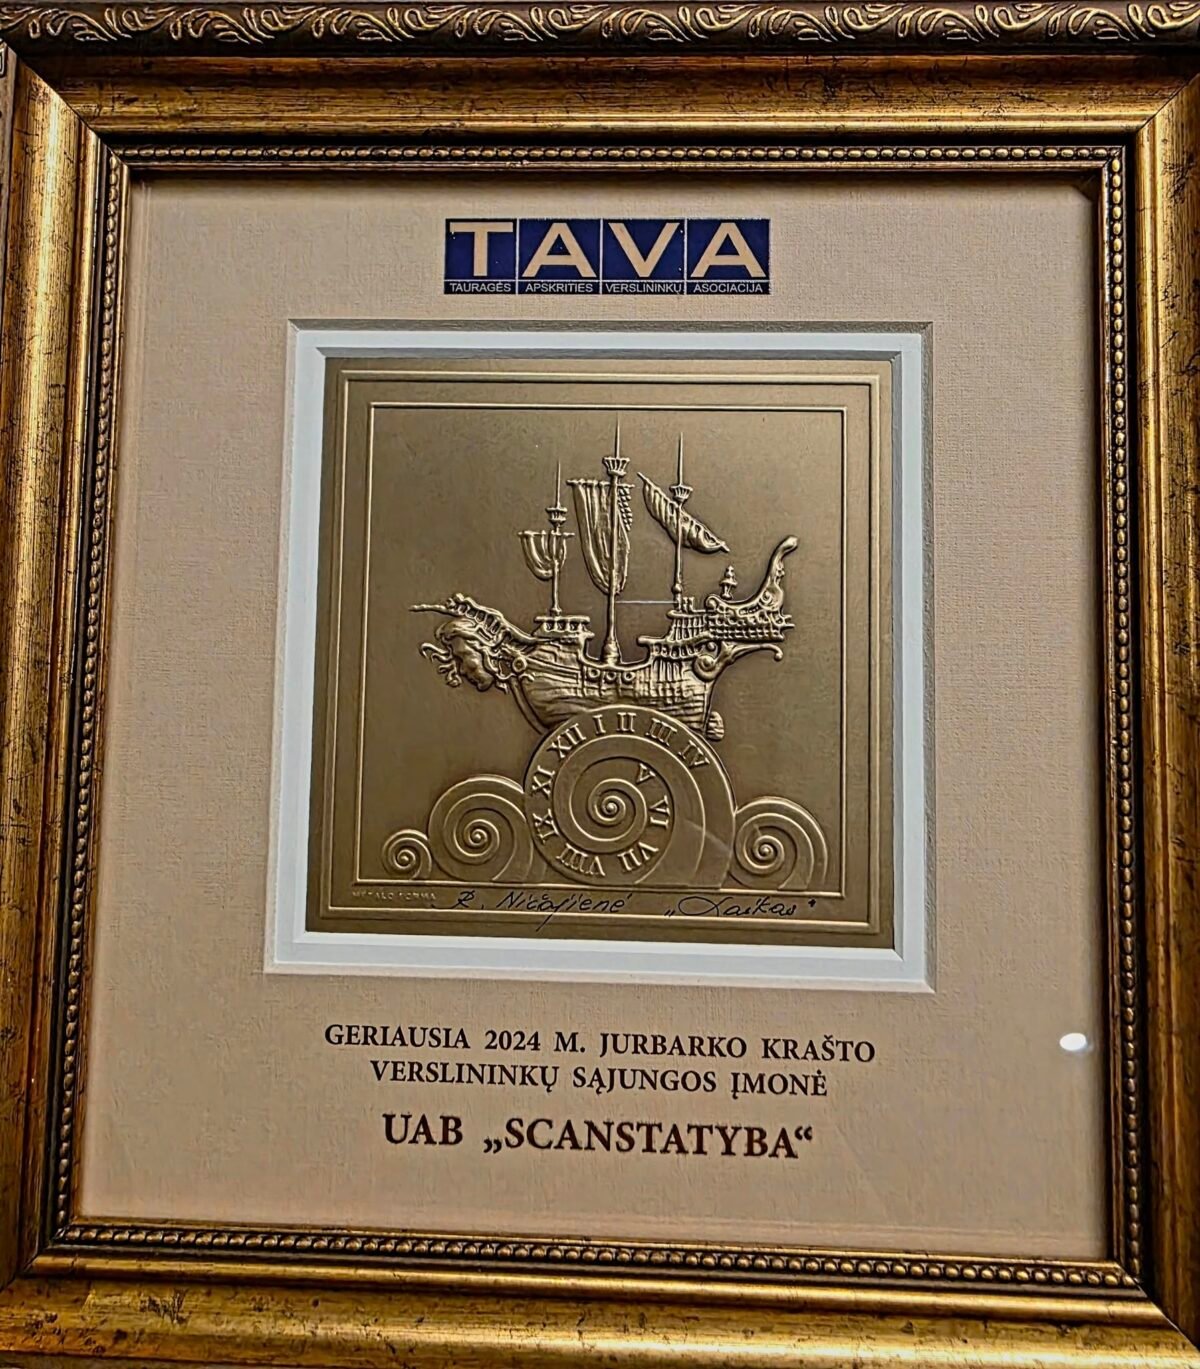 TAVA
TAURAGĖS APSKRITIES VERSLININKŲ ASOCIACIJA
XII I II III IV
XI V
IX VI
VIII VII
METALO FORMA
R. „Laikas"
GERIAUSIA 2024 M. JURBARKO KRAŠTO
VERSLININKŲ SĄJUNGOS ĮMONĖ
UAB „SCANSTATYBA“